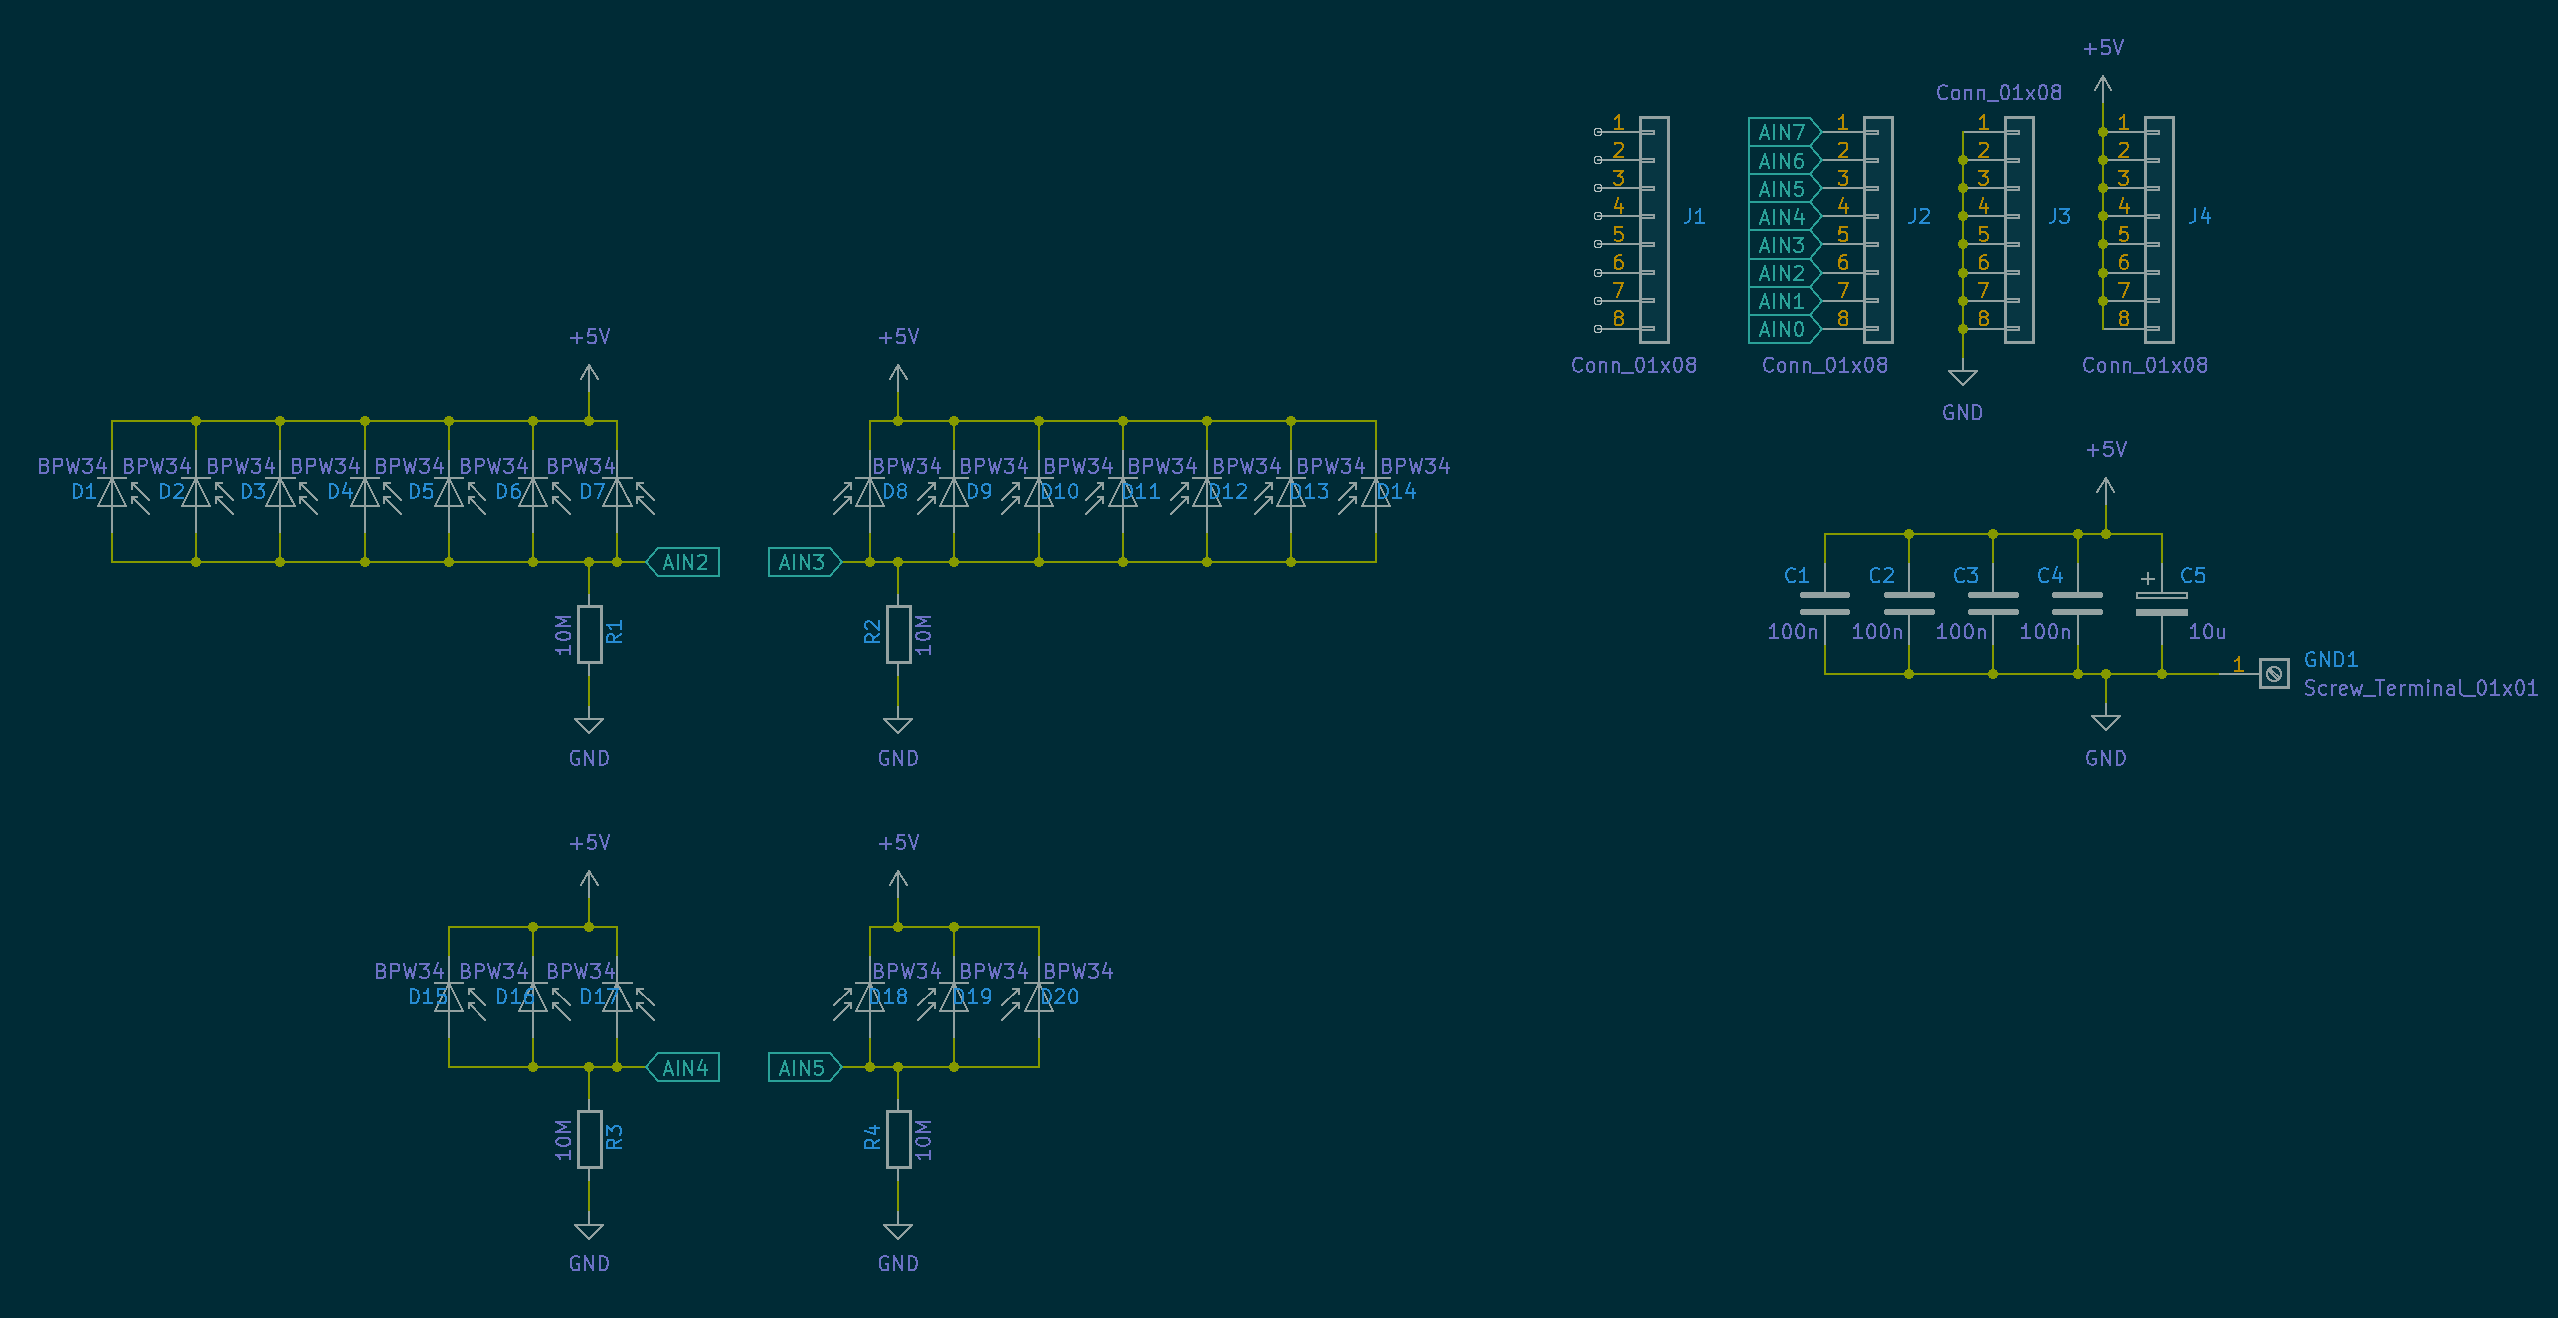 +5V
Conn_01x08
1 AIN7 1 1 1
2 AIN6 2 2 2
3 AIN5 3 3 3
4 J1 AIN4 4 J2 4 J3 4 J4
5 AIN3 5 5 5
6 AIN2 6 6 6
7 AIN1 7 7 7
8 AIN0 8 8 8
Conn_01x08 Conn_01x08 Conn_01x08
GND
+5V +5V
BPW34 BPW34 BPW34 BPW34 BPW34 BPW34 BPW34 BPW34 BPW34 BPW34 BPW34 BPW34 BPW34 BPW34
D1 D2 D3 D4 D5 D6 D7 D8 D9 D10 D11 D12 D13 D14
AIN2 AIN3
10M R1 R2 10M
GND GND
+5V
C1 C2 C3 C4 + C5
100n 100n 100n 100n 10u
1 GND1
Screw_Terminal_01x01
GND
+5V +5V
BPW34 BPW34 BPW34 BPW34 BPW34 BPW34
D15 D16 D17 D18 D19 D20
AIN4 AIN5
10M R3 R4 10M
GND GND